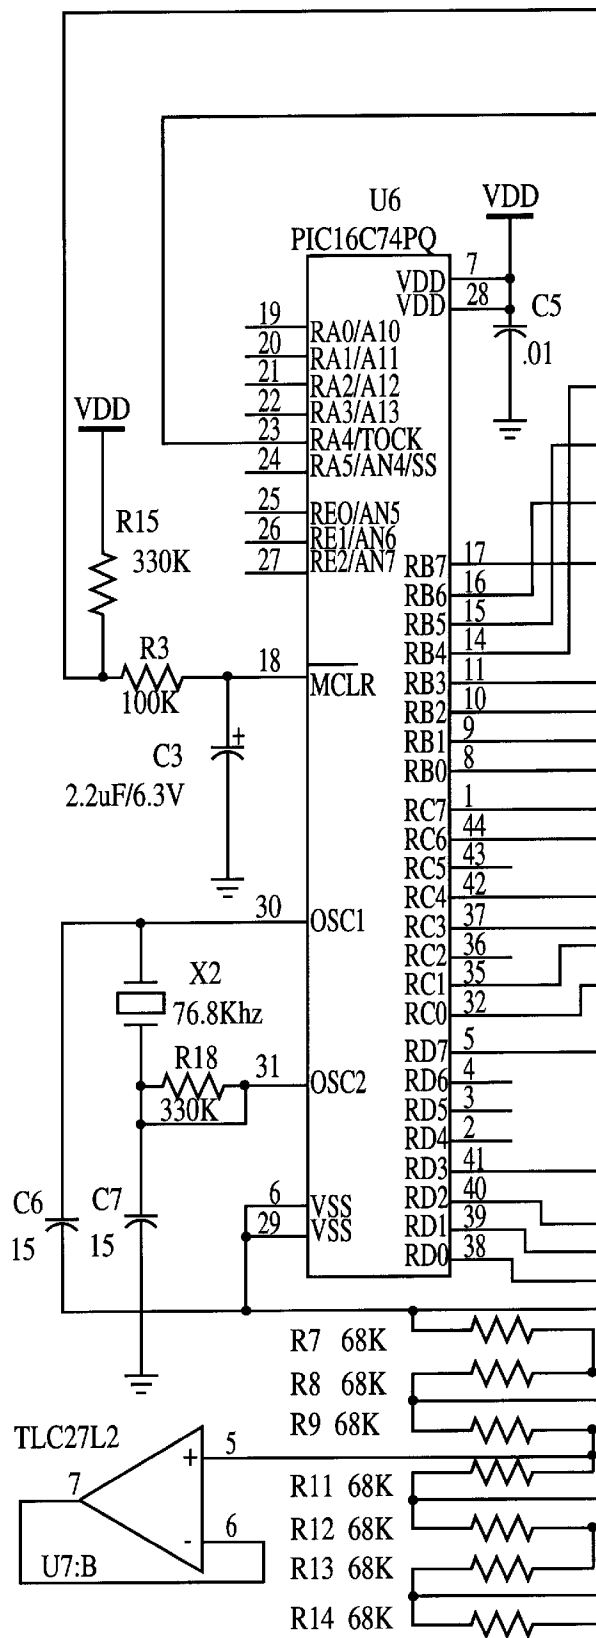 U6
VDD
PIC16C74PQ
7
VDD
28
VDD
C5
.01
19
RA0/A10
20
RA1/A11
21
RA2/A12
22
RA3/A13
23
RA4/TOCK
24
RA5/AN4/SS
VDD
25
RE0/AN5
26
RE1/AN6
27
RE2/AN7
R15
330K
RB7
17
RB6
16
RB5
15
RB4
14
R3
100K
18
MCLR
RB3
11
RB2
10
RB1
9
RB0
8
C3
+
2.2uF/6.3V
RC7
1
RC6
44
RC5
43
RC4
42
RC3
37
RC2
36
RC1
35
RC0
32
30
OSC1
X2
76.8Khz
R18
330K
31
OSC2
RD7
5
RD6
4
RD5
3
RD4
2
RD3
41
RD2
40
RD1
39
RD0
38
C6
15
C7
15
6
VSS
29
VSS
R7 68K
R8 68K
R9 68K
R11 68K
R12 68K
R13 68K
R14 68K
TLC27L2
+
5
7
-
6
U7:B